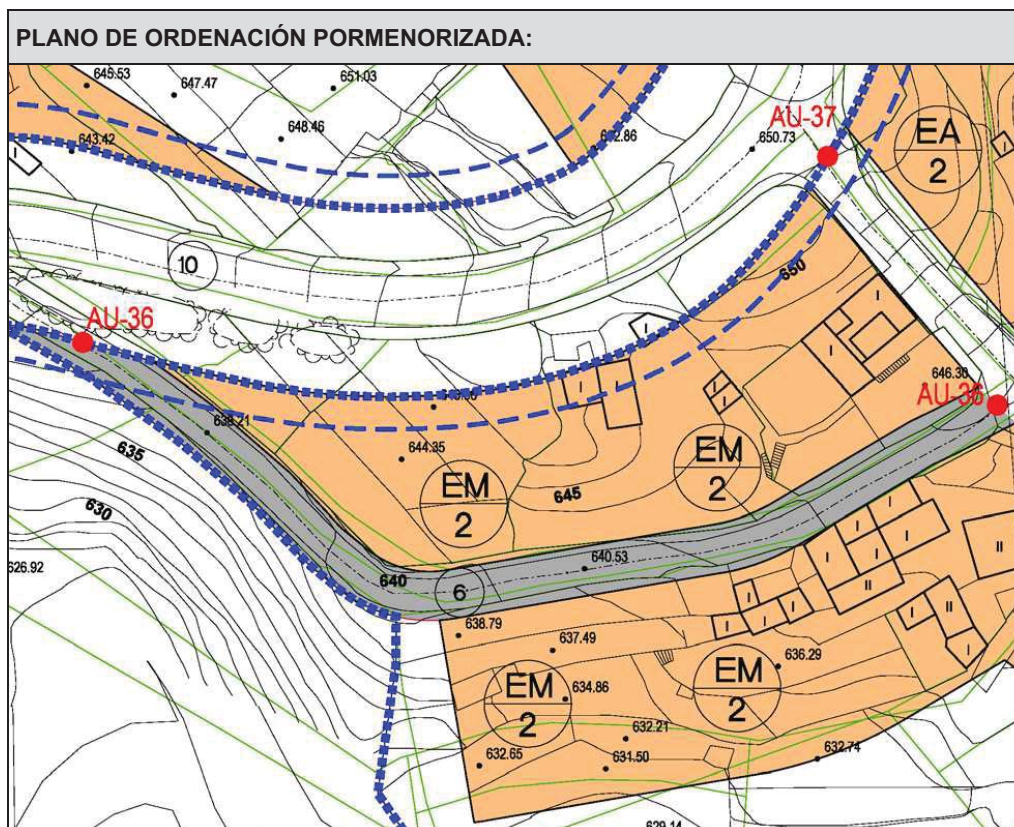 PLANO DE ORDENACIÓN PORMENORIZADA:
645.53
647.47
651.03
AU-37
648.46
650.73
643.42
I
EA
2
I
650
10
AU-36
I
I
I
I
I
646.30
AU-36
638.21
I
I
635
644.35
EM
2
EM
2
645
630
I
I
640.53
I
I
II
626.92
640
6
I
II
I
II
I
I
I
I
I
638.79
637.49
636.29
EM
2
634.86
EM
2
632.21
632.65
631.50
632.74
629.14